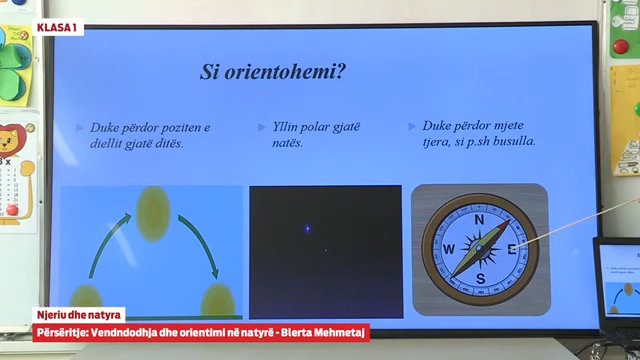 KLASA 1
Si orientohemi?
Duke përdor poziten e
diellit gjatë ditës.
Yllin polar gjatë
natës.
Duke përdor mjete
tjera, si p.sh busulla.
N
W
E
S
Njeriu dhe natyra
Përsëritje: Vendndodhja dhe orientimi në natyrë - Blerta Mehmetaj